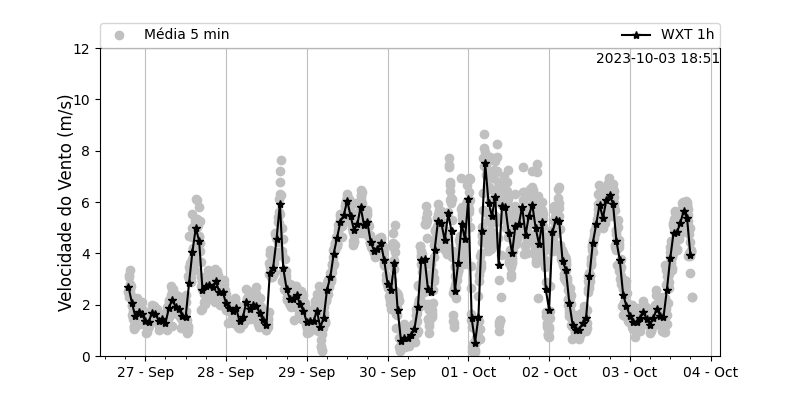 Média 5 min
WXT 1h
2023-10-03 18:51
Velocidade do Vento (m/s)
12
10
8
6
4
2
0
27 - Sep
28 - Sep
29 - Sep
30 - Sep
01 - Oct
02 - Oct
03 - Oct
04 - Oct